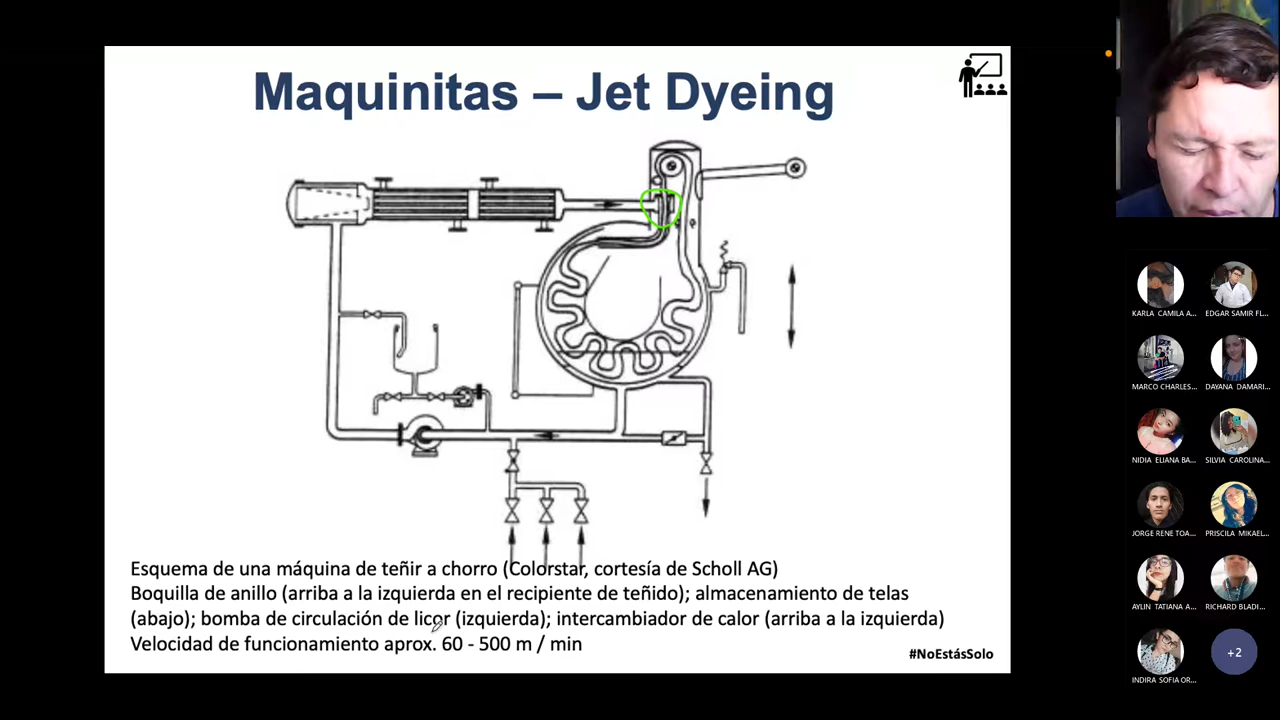 Maquinitas – Jet Dyeing
Esquema de una máquina de teñir a chorro (Colorstar, cortesía de Scholl AG)
Boquilla de anillo (arriba a la izquierda en el recipiente de teñido); almacenamiento de telas
(abajo); bomba de circulación de licor (izquierda); intercambiador de calor (arriba a la izquierda)
Velocidad de funcionamiento aprox. 60 - 500 m / min
#NoEstásSolo
KARLA CAMILA A...
EDGAR SAMIR FL...
MARCO CHARLES...
DAYANA DAMARI...
NIDIA ELIANA BA...
SILVIA CAROLINA...
JORGE RENE TOA...
PRISCILA MIKAEL...
AYLIN TATIANA A...
RICHARD BLADI...
INDIRA SOFIA OR...
+2